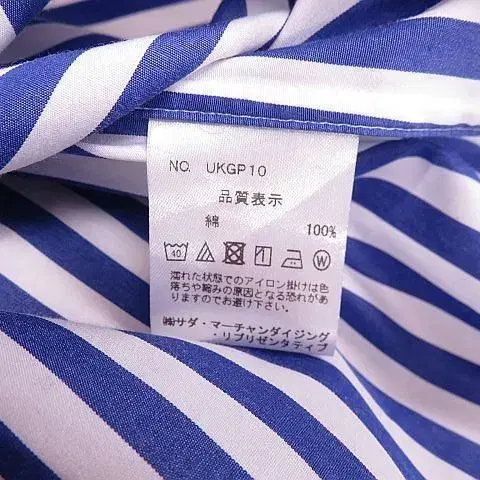 NO. UKGP10
品質表示
綿 100%
40 W
濡れた状態でのアイロン掛けは色
落ちや縮みの原因となる恐れがあ
りますのでお避け下さい。
㈱サダ・マーチャンダイジング
・リプリゼンタティブ